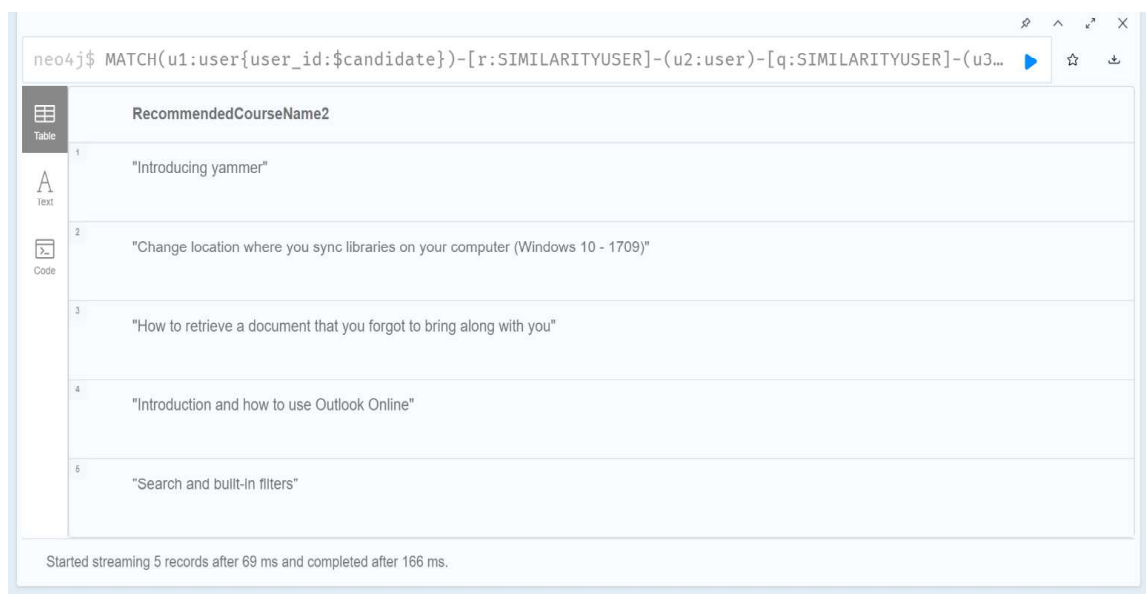 neo4j$ MATCH(u1:user{user_id:$candidate})-[r:SIMILARITYUSER]-(u2:user)-[q:SIMILARITYUSER]-(u3…
Table
RecommendedCourseName2
1
"Introducing yammer"
Text
2
"Change location where you sync libraries on your computer (Windows 10 - 1709)"
Code
3
"How to retrieve a document that you forgot to bring along with you"
4
"Introduction and how to use Outlook Online"
5
"Search and built-in filters"
Started streaming 5 records after 69 ms and completed after 166 ms.